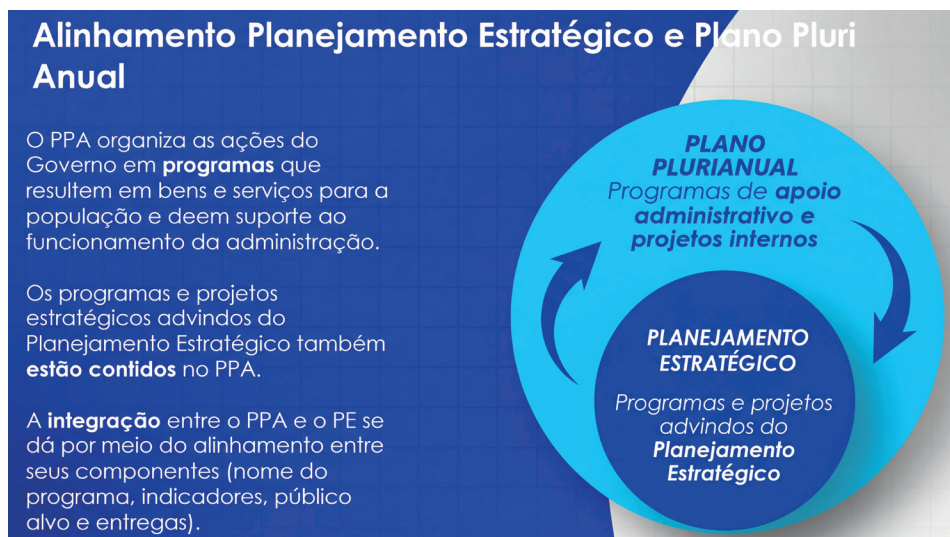 Alinhamento Planejamento Estratégico e Plano Pluri
Anual
O PPA organiza as ações do
Governo em programas que
resultem em bens e serviços para a
população e deem suporte ao
funcionamento da administração.
Os programas e projetos
estratégicos advindos do
Planejamento Estratégico também
estão contidos no PPA.
A integração entre o PPA e o PE se
dá por meio do alinhamento entre
seus componentes (nome do
programa, indicadores, público
alvo e entregas).
PLANO
PLURIANUAL
Programas de apoio
administrativo e
projetos internos
PLANEJAMENTO
ESTRATÉGICO
Programas e projetos
advindos do
Planejamento
Estratégico